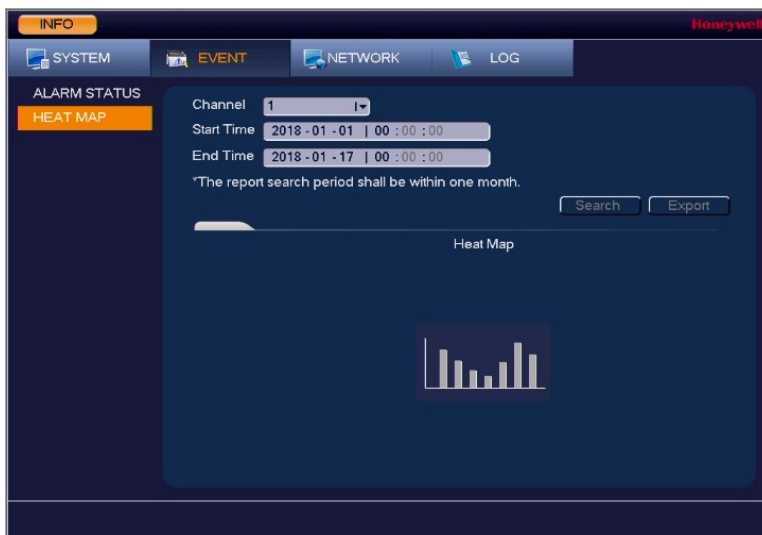 INFO
Honeywell
SYSTEM EVENT NETWORK LOG
ALARM STATUS
HEAT MAP
Channel 1
Start Time 2018 - 01 - 01 | 00 : 00 : 00
End Time 2018 - 01 - 17 | 00 : 00 : 00
*The report search period shall be within one month.
Search Export
Heat Map